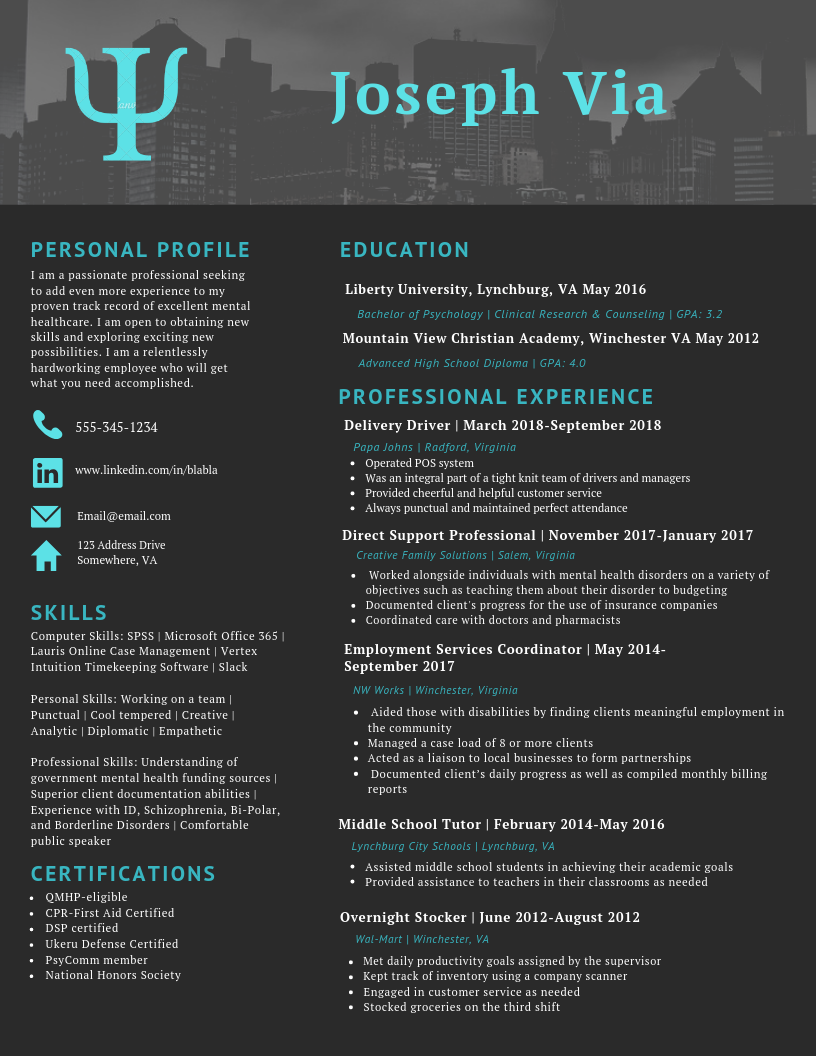 Ψ
Joseph Via
PERSONAL PROFILE
I am a passionate professional seeking
to add even more experience to my
proven track record of excellent mental
healthcare. I am open to obtaining new
skills and exploring exciting new
possibilities. I am a relentlessly
hardworking employee who will get
what you need accomplished.
555-345-1234
in
www.linkedin.com/in/blabla
Email@email.com
123 Address Drive
Somewhere, VA
SKILLS
Computer Skills: SPSS | Microsoft Office 365 |
Lauris Online Case Management | Vertex
Intuition Timekeeping Software | Slack
Personal Skills: Working on a team |
Punctual | Cool tempered | Creative |
Analytic | Diplomatic | Empathetic
Professional Skills: Understanding of
government mental health funding sources |
Superior client documentation abilities |
Experience with ID, Schizophrenia, Bi-Polar,
and Borderline Disorders | Comfortable
public speaker
CERTIFICATIONS
• QMHP-eligible
• CPR-First Aid Certified
• DSP certified
• Ukeru Defense Certified
• PsyComm member
• National Honors Society
EDUCATION
Liberty University, Lynchburg, VA May 2016
Bachelor of Psychology | Clinical Research & Counseling | GPA: 3.2
Mountain View Christian Academy, Winchester VA May 2012
Advanced High School Diploma | GPA: 4.0
PROFESSIONAL EXPERIENCE
Delivery Driver | March 2018-September 2018
Papa Johns | Radford, Virginia
• Operated POS system
• Was an integral part of a tight knit team of drivers and managers
• Provided cheerful and helpful customer service
• Always punctual and maintained perfect attendance
Direct Support Professional | November 2017-January 2017
Creative Family Solutions | Salem, Virginia
• Worked alongside individuals with mental health disorders on a variety of
objectives such as teaching them about their disorder to budgeting
• Documented client's progress for the use of insurance companies
• Coordinated care with doctors and pharmacists
Employment Services Coordinator | May 2014-
September 2017
NW Works | Winchester, Virginia
• Aided those with disabilities by finding clients meaningful employment in
the community
• Managed a case load of 8 or more clients
• Acted as a liaison to local businesses to form partnerships
• Documented client’s daily progress as well as compiled monthly billing
reports
Middle School Tutor | February 2014-May 2016
Lynchburg City Schools | Lynchburg, VA
• Assisted middle school students in achieving their academic goals
• Provided assistance to teachers in their classrooms as needed
Overnight Stocker | June 2012-August 2012
Wal-Mart | Winchester, VA
• Met daily productivity goals assigned by the supervisor
• Kept track of inventory using a company scanner
• Engaged in customer service as needed
• Stocked groceries on the third shift